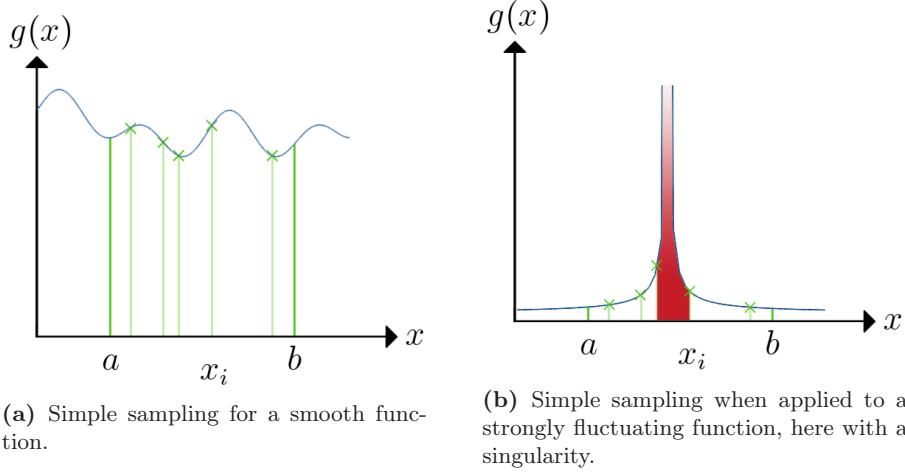 g(x)
x
a
x_i
b
(a) Simple sampling for a smooth func-
tion.
g(x)
x
a
x_i
b
(b) Simple sampling when applied to a
strongly fluctuating function, here with a
singularity.